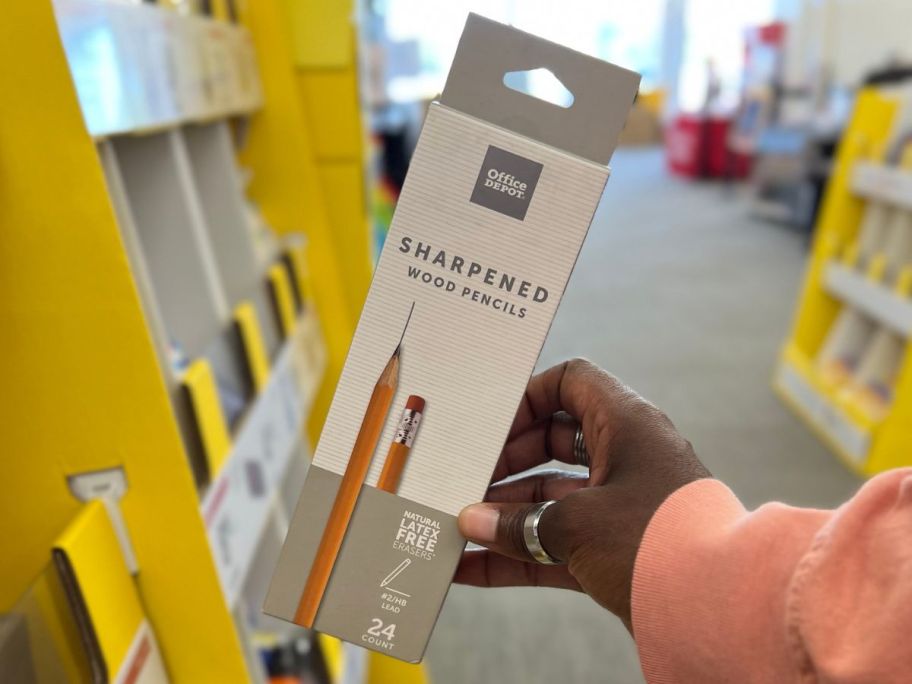 Office
DEPOT
SHARPENED
WOOD PENCILS
NATURAL
LATEX
FREE
ERASERS*
#2/HB
LEAD
24
COUNT